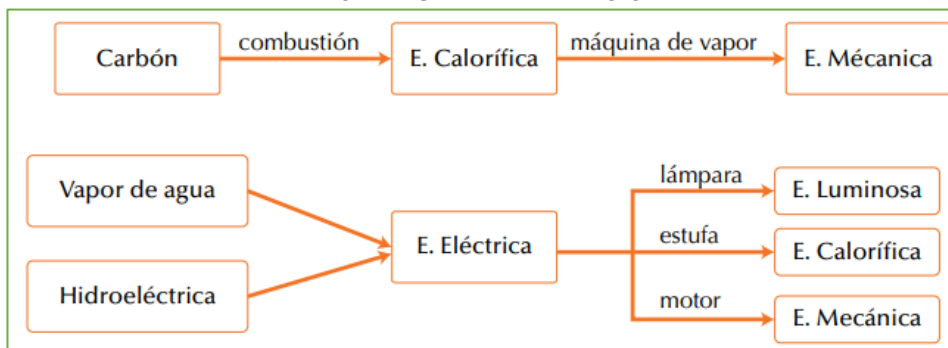 Carbón
combustión
E. Calorífica
máquina de vapor
E. Mécanica
Vapor de agua
Hidroeléctrica
E. Eléctrica
lámpara
E. Luminosa
estufa
E. Calorífica
motor
E. Mecánica